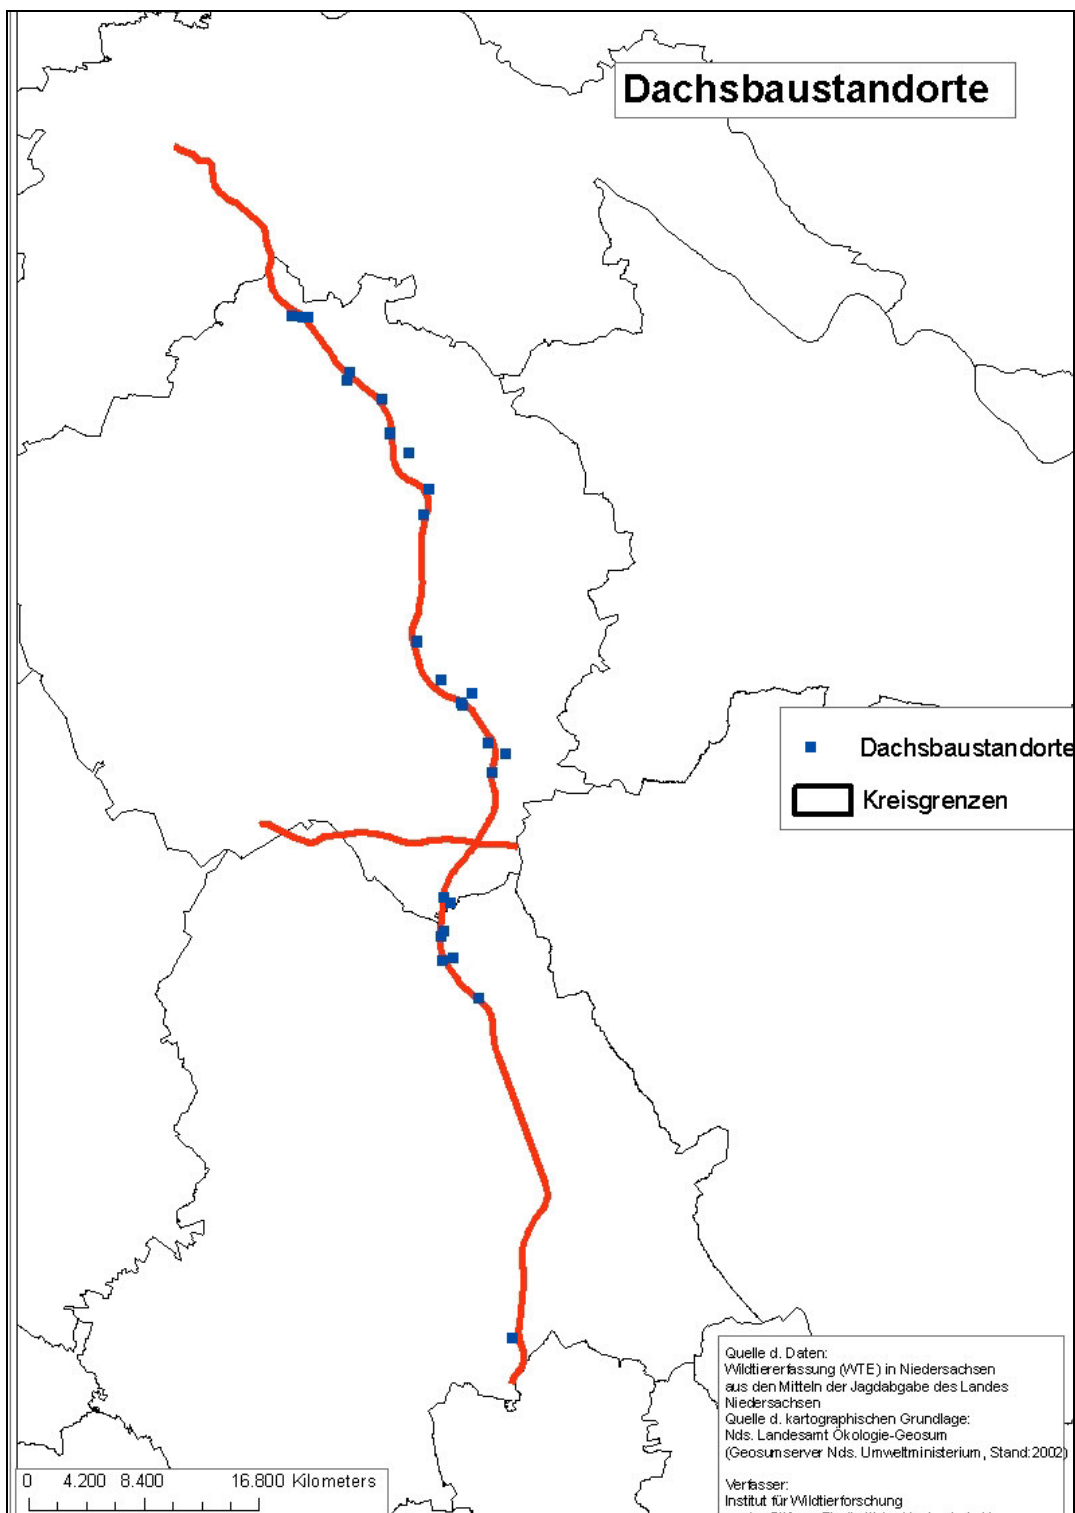 Dachsbaustandorte
Dachsbaustandorte
Kreisgrenzen
Quelle d. Daten:
Wildtiererfassung (WTE) in Niedersachsen
aus den Mitteln der Jagdabgabe des Landes
Niedersachsen
Quelle d. kartographischen Grundlage:
Nds. Landesamt Ökologie-Geosum
(Geosumserver Nds. Umweltministerium, Stand:2002)
Verfasser:
Institut für Wildtierforschung
0 4.200 8.400 16.800 Kilometers